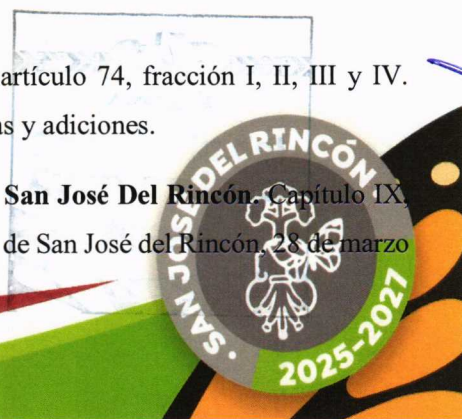 artículo 74, fracción I, II, III y IV.
as y adiciones.
San José Del Rincón. Capítulo IX,
de San José del Rincón, 28 de marzo
· SAN JOSÉ DEL RINCÓN
2025-2027